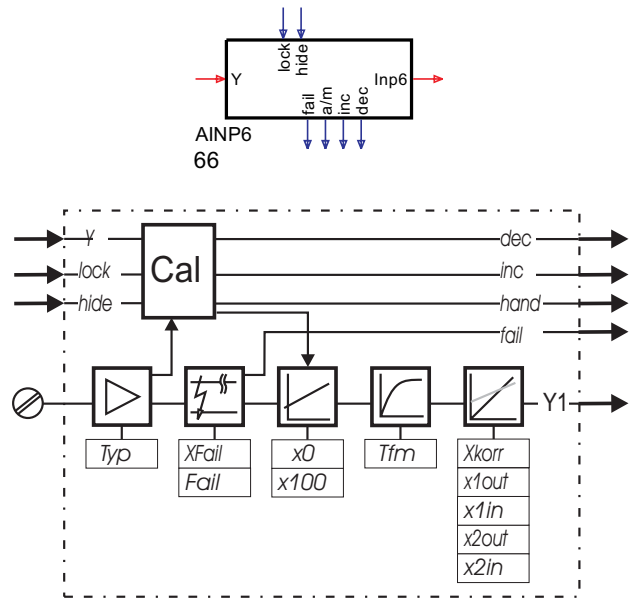 lock
hide
Y
Inp6
fail
a/m
inc
dec
AINP6
66
y
lock
hide
Cal
dec
inc
hand
fail
Y1
Typ
XFail
Fail
x0
x100
Tfm
Xkorr
x1out
x1in
x2out
x2in